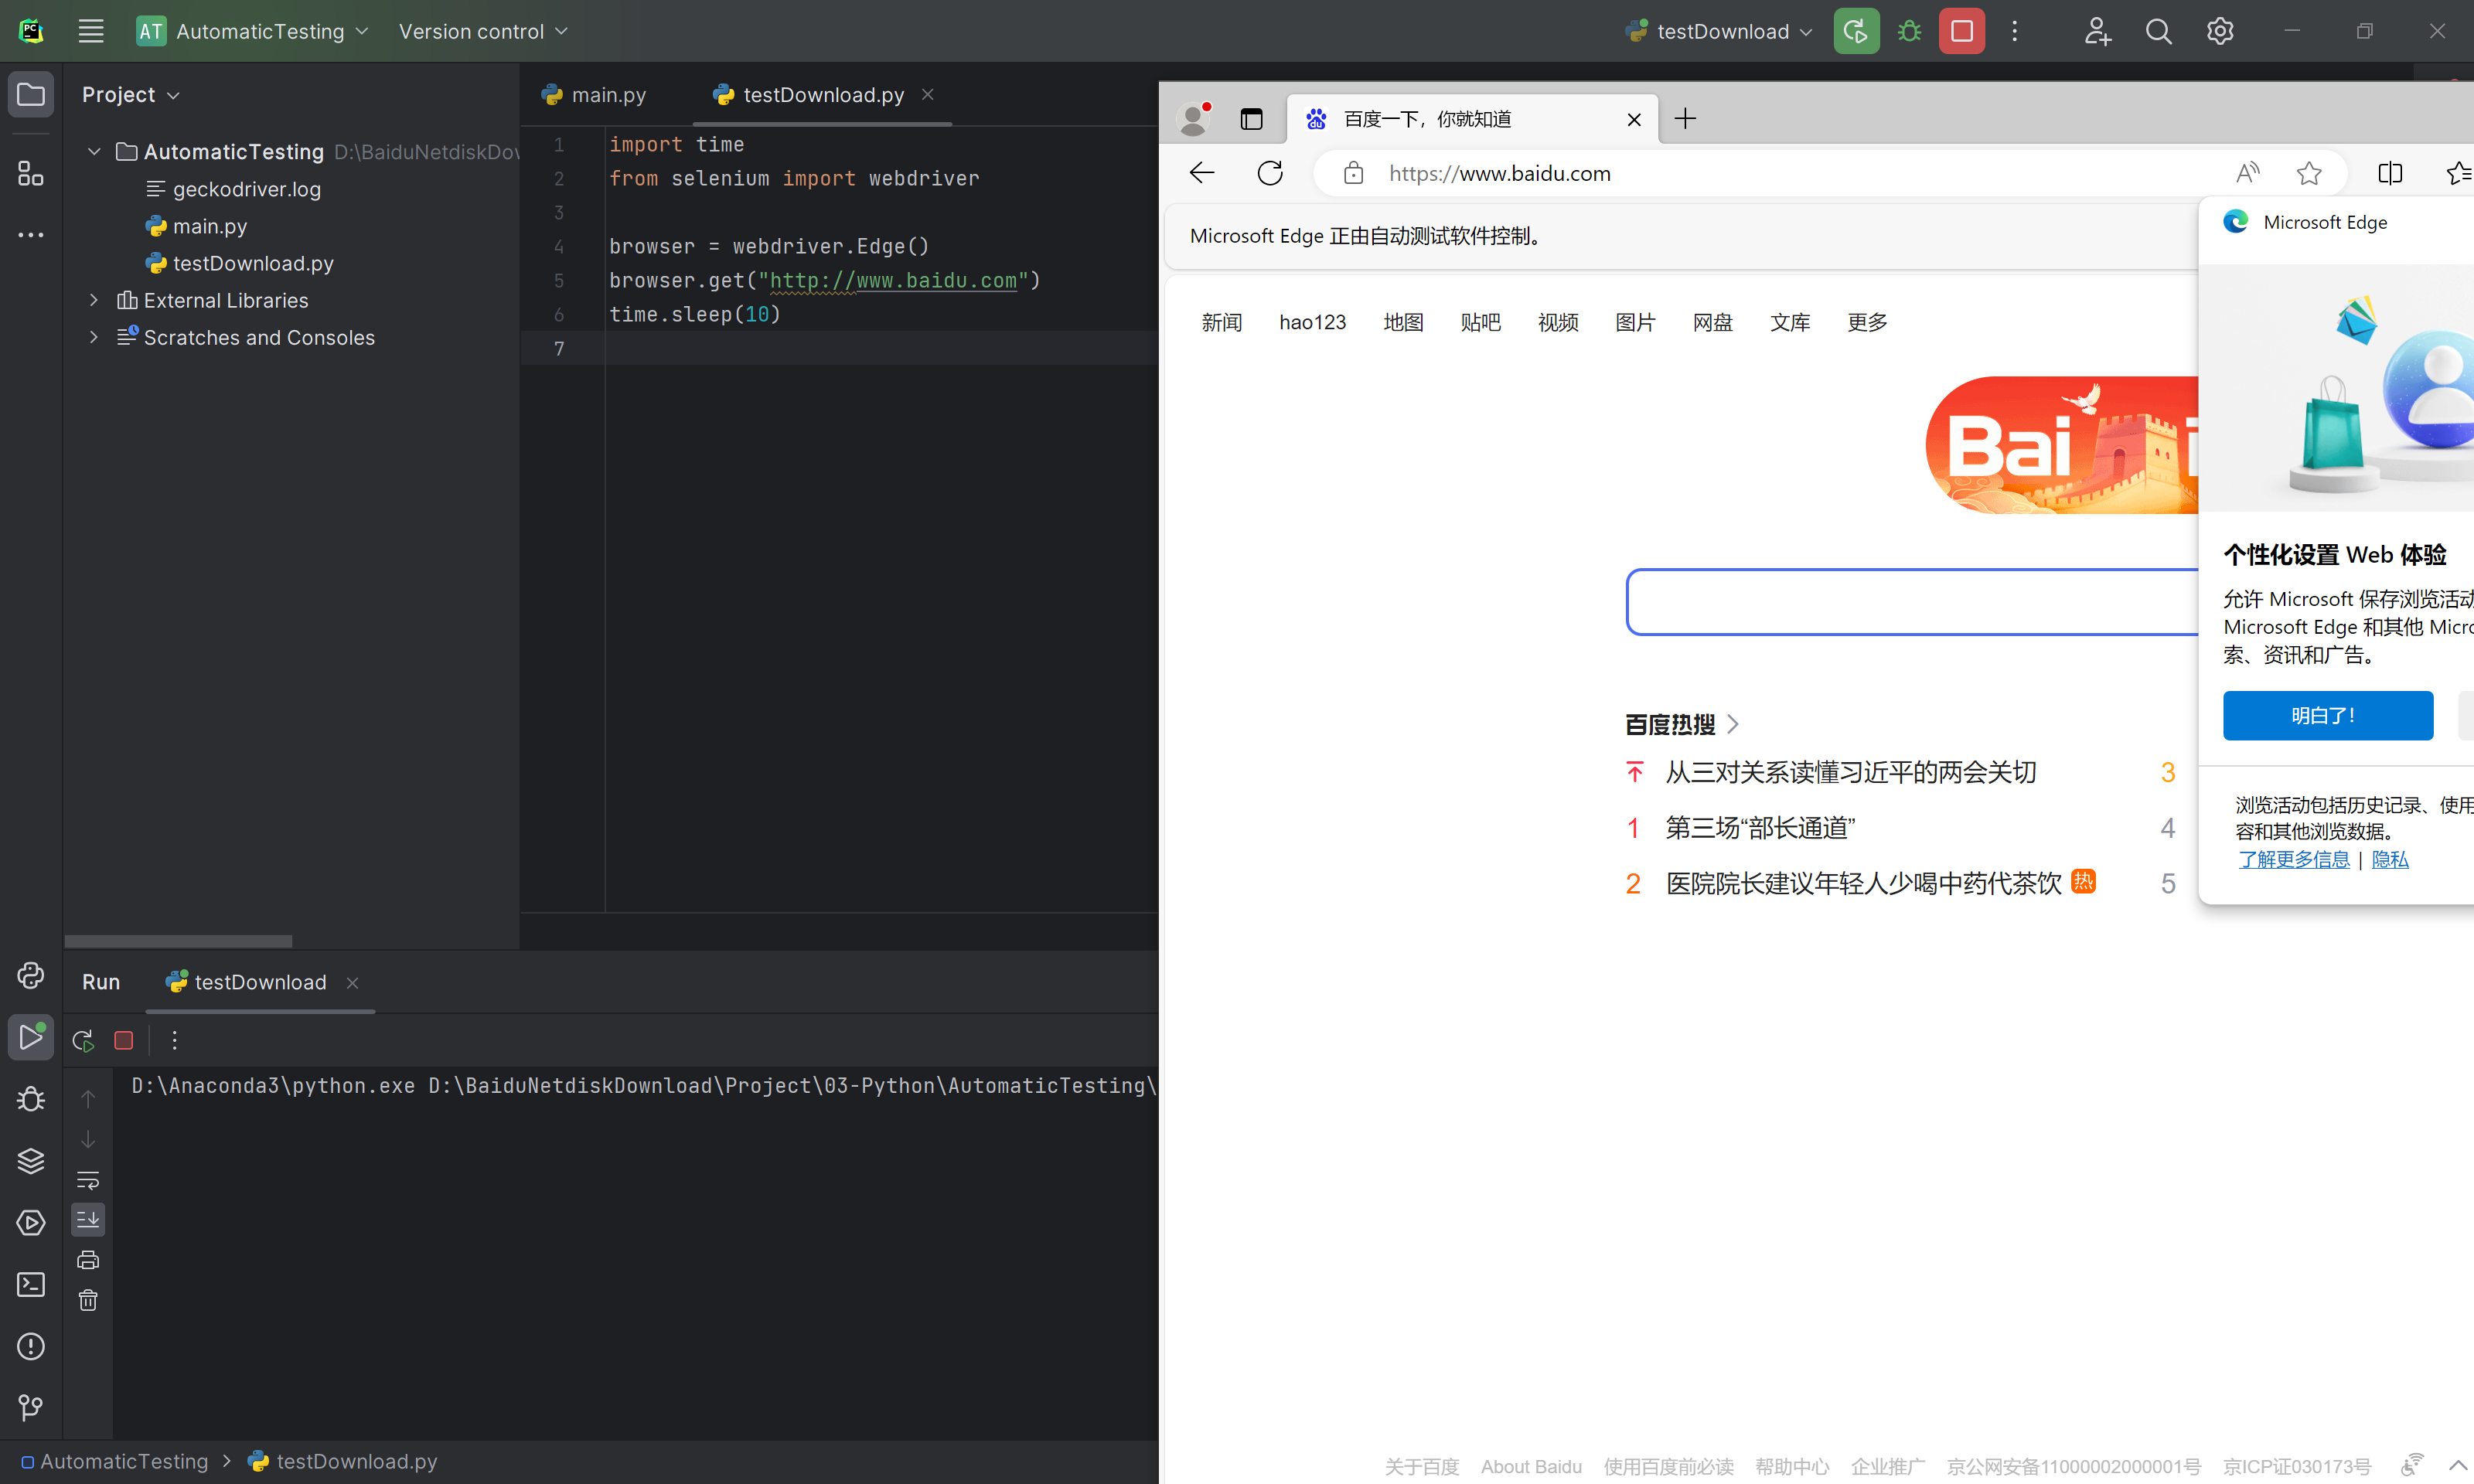 AT AutomaticTesting Version control testDownload
Project
AutomaticTesting D:\BaiduNetdiskDow
geckodriver.log
main.py
testDownload.py
External Libraries
Scratches and Consoles
main.py testDownload.py
1 import time
2 from selenium import webdriver
3
4 browser = webdriver.Edge()
5 browser.get("http://www.baidu.com")
6 time.sleep(10)
7
百度一下，你就知道
https://www.baidu.com
Microsoft Edge 正由自动测试软件控制。
新闻 hao123 地图 贴吧 视频 图片 网盘 文库 更多
Bai
百度热搜
从三对关系读懂习近平的两会关切 3
1 第三场“部长通道” 4
2 医院院长建议年轻人少喝中药代茶饮 热 5
Microsoft Edge
个性化设置 Web 体验
允许 Microsoft 保存浏览活动
Microsoft Edge 和其他 Micro
索、资讯和广告。
明白了！
浏览活动包括历史记录、使用
容和其他浏览数据。
了解更多信息 | 隐私
关于百度 About Baidu 使用百度前必读 帮助中心 企业推广 京公网安备11000002000001号 京ICP证030173号
Run testDownload
D:\Anaconda3\python.exe D:\BaiduNetdiskDownload\Project\03-Python\AutomaticTesting\
AutomaticTesting > testDownload.py